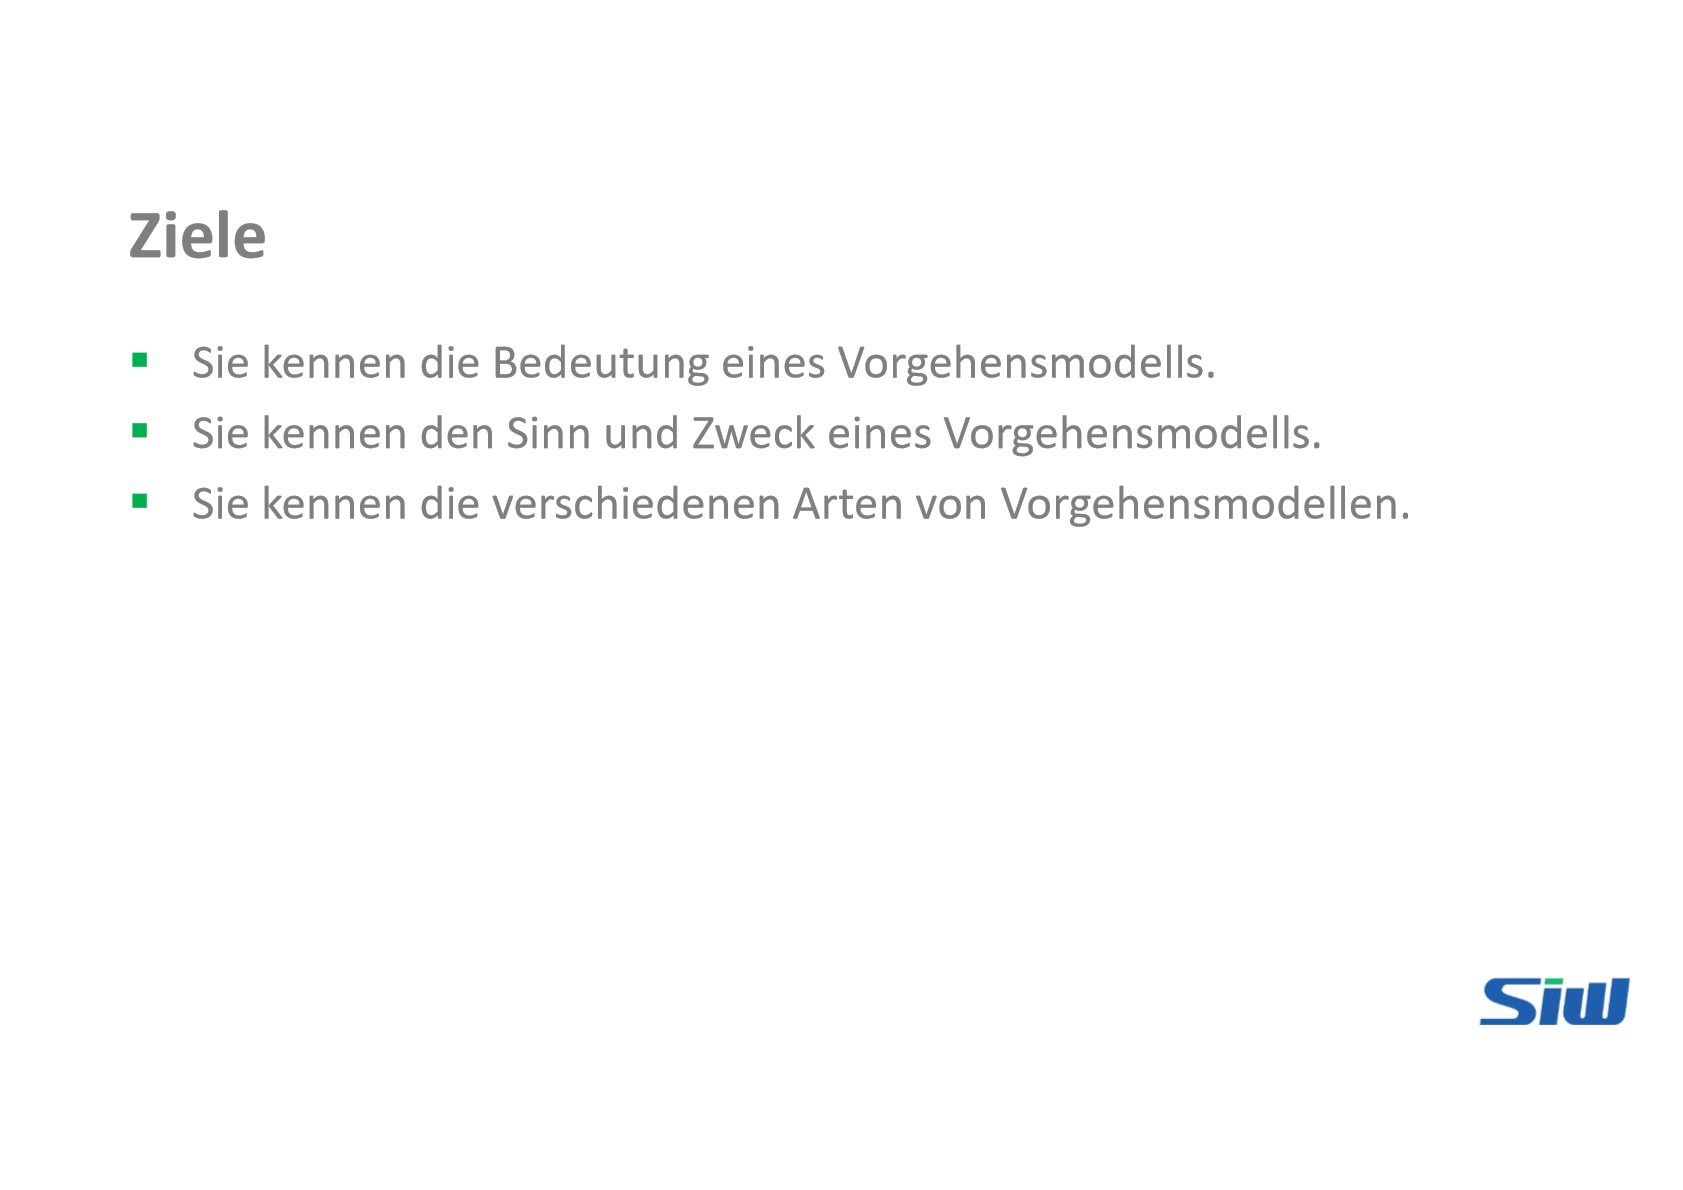 Ziele
▪ Sie kennen die Bedeutung eines Vorgehensmodells.
▪ Sie kennen den Sinn und Zweck eines Vorgehensmodells.
▪ Sie kennen die verschiedenen Arten von Vorgehensmodellen.
Siw